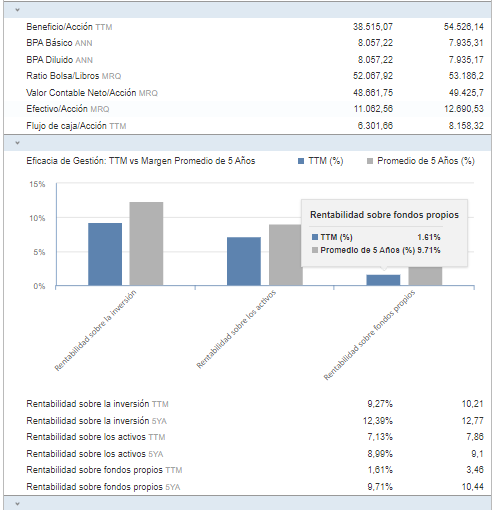 Beneficio/Acción TTM 38.515,07 54.526,14
BPA Básico ANN 8.057,22 7.935,31
BPA Diluido ANN 8.057,22 7.935,17
Ratio Bolsa/Libros MRQ 52.067,92 53.186,2
Valor Contable Neto/Acción MRQ 48.661,75 49.425,7
Efectivo/Acción MRQ 11.062,56 12.690,53
Flujo de caja/Acción TTM 6.301,66 8.158,32
Eficacia de Gestión: TTM vs Margen Promedio de 5 Años TTM (%) Promedio de 5 Años (%)
15%
10%
5%
0%
Rentabilidad sobre fondos propios
TTM (%) 1.61%
Promedio de 5 Años (%) 9.71%
Rentabilidad sobre la inversión
Rentabilidad sobre los activos
Rentabilidad sobre fondos propios
Rentabilidad sobre la inversión TTM 9,27% 10,21
Rentabilidad sobre la inversión 5YA 12,39% 12,77
Rentabilidad sobre los activos TTM 7,13% 7,86
Rentabilidad sobre los activos 5YA 8,99% 9,1
Rentabilidad sobre fondos propios TTM 1,61% 3,46
Rentabilidad sobre fondos propios 5YA 9,71% 10,44